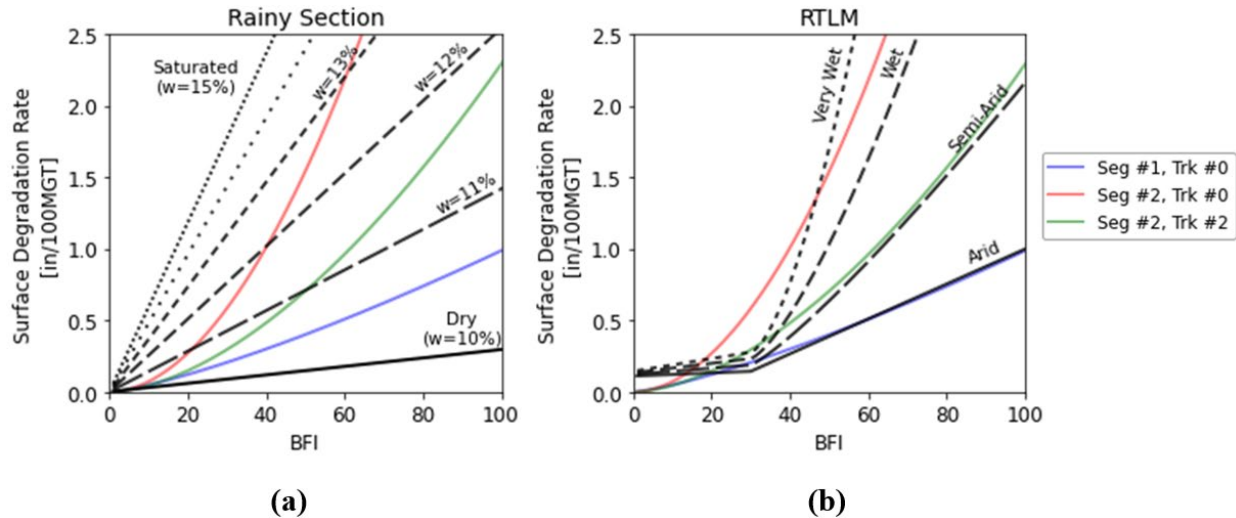 Rainy Section
Surface Degradation Rate
[in/100MGT]
2.5
2.0
1.5
1.0
0.5
0.0
Saturated
(w=15%)
w=13%
w=12%
w=11%
Dry
(w=10%)
0 20 40 60 80 100
BFI
(a)
RTLM
Surface Degradation Rate
[in/100MGT]
2.5
2.0
1.5
1.0
0.5
0.0
Very Wet
Wet
Semi-Arid
Arid
0 20 40 60 80 100
BFI
(b)
Seg #1, Trk #0
Seg #2, Trk #0
Seg #2, Trk #2